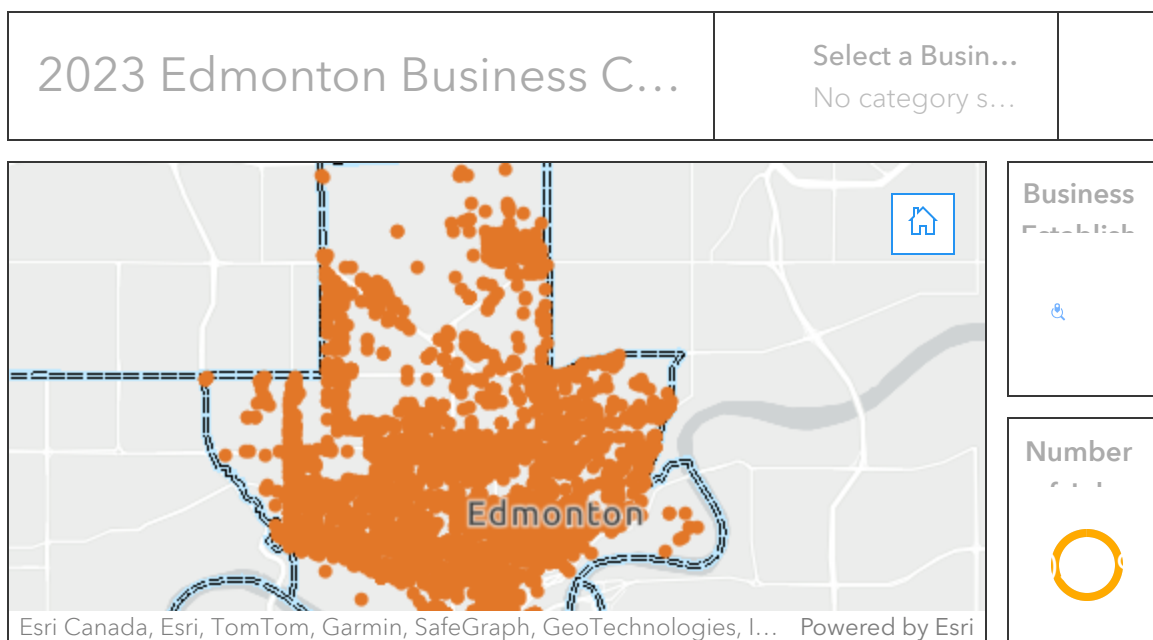 2023 Edmonton Business C...
Select a Busin...
No category s...
Business
Edmonton
Number
Esri Canada, Esri, TomTom, Garmin, SafeGraph, GeoTechnologies, I... Powered by Esri